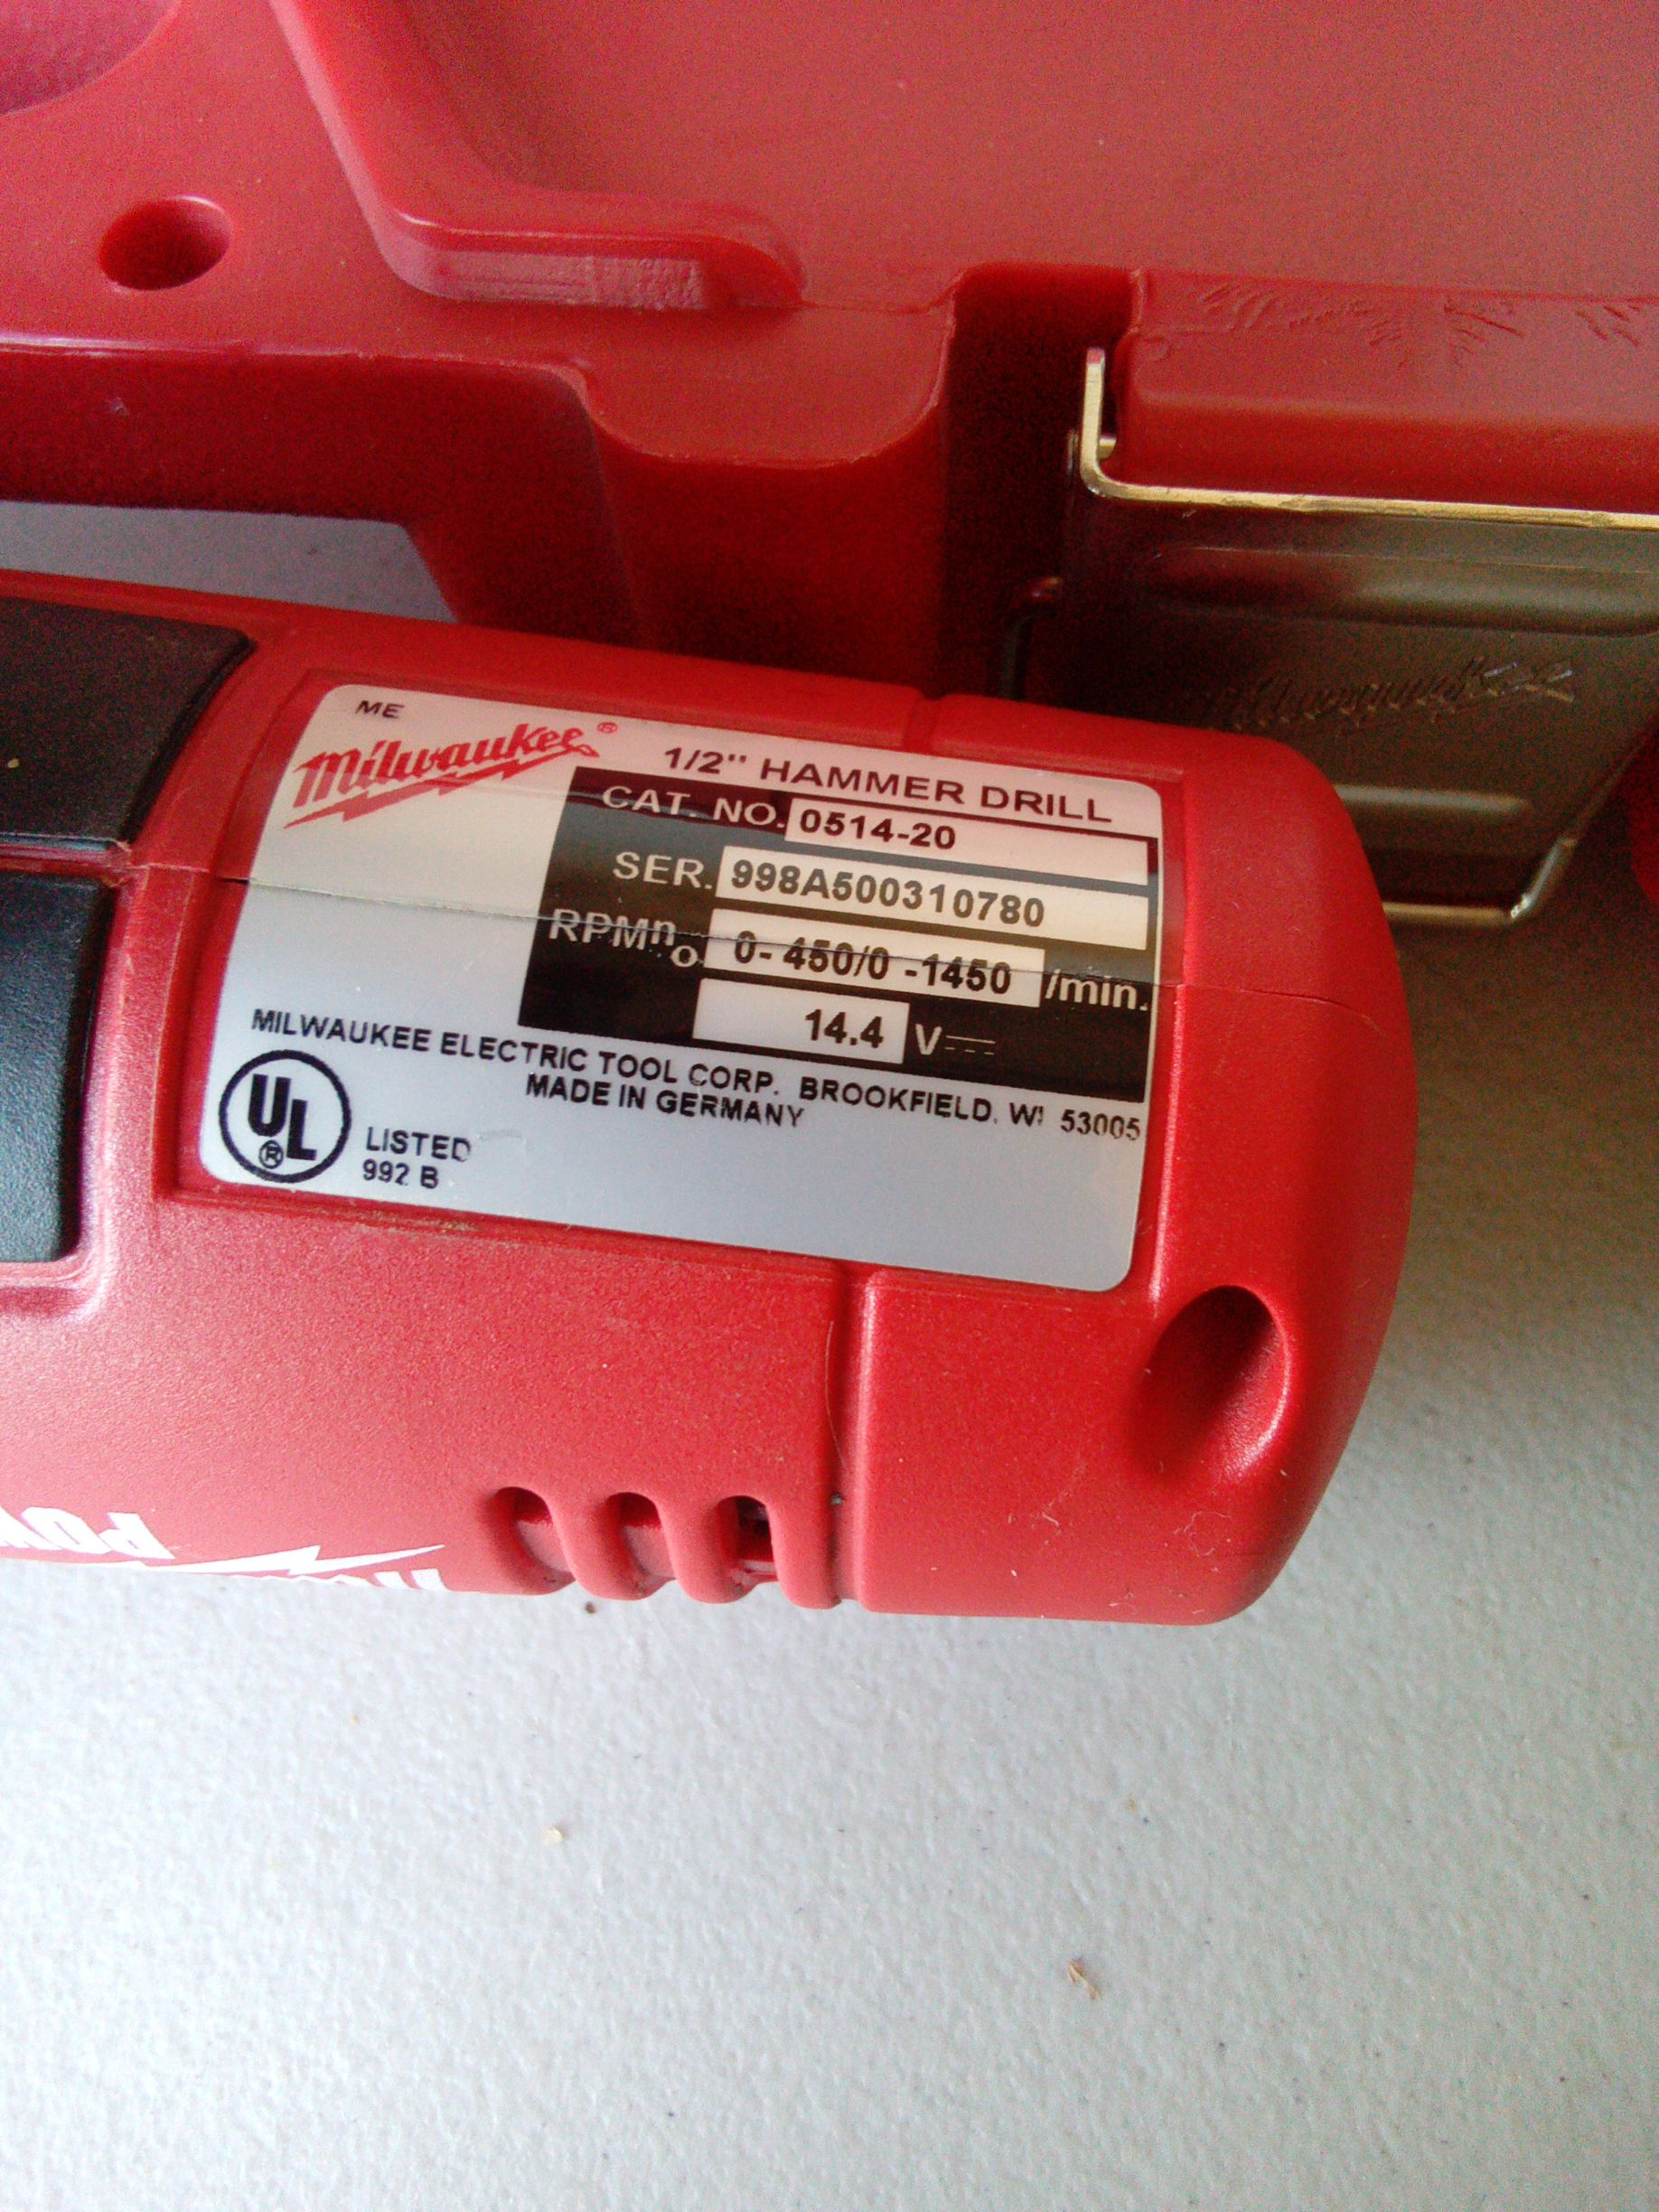 ME
Milwaukee®
1/2" HAMMER DRILL
CAT. NO. 0514-20
SER. 998A500310780
RPM n o. 0- 450/0 -1450 /min.
14.4 V
MILWAUKEE ELECTRIC TOOL CORP. BROOKFIELD, WI 53005
MADE IN GERMANY
UL®
LISTED
992 B
Milwaukee